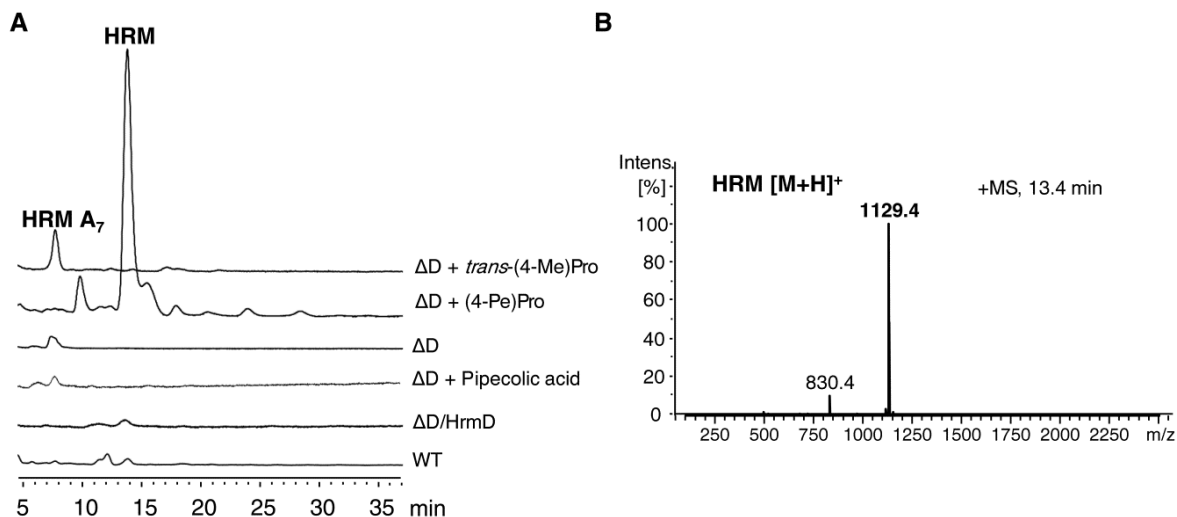 A
HRM
HRM A₇
ΔD + trans-(4-Me)Pro
ΔD + (4-Pe)Pro
ΔD
ΔD + Pipecolic acid
ΔD/HrmD
WT
5 10 15 20 25 30 35 min
B
Intens.
[%]
HRM [M+H]⁺
+MS, 13.4 min
1129.4
830.4
100
80
60
40
20
0
250 500 750 1000 1250 1500 1750 2000 2250 m/z